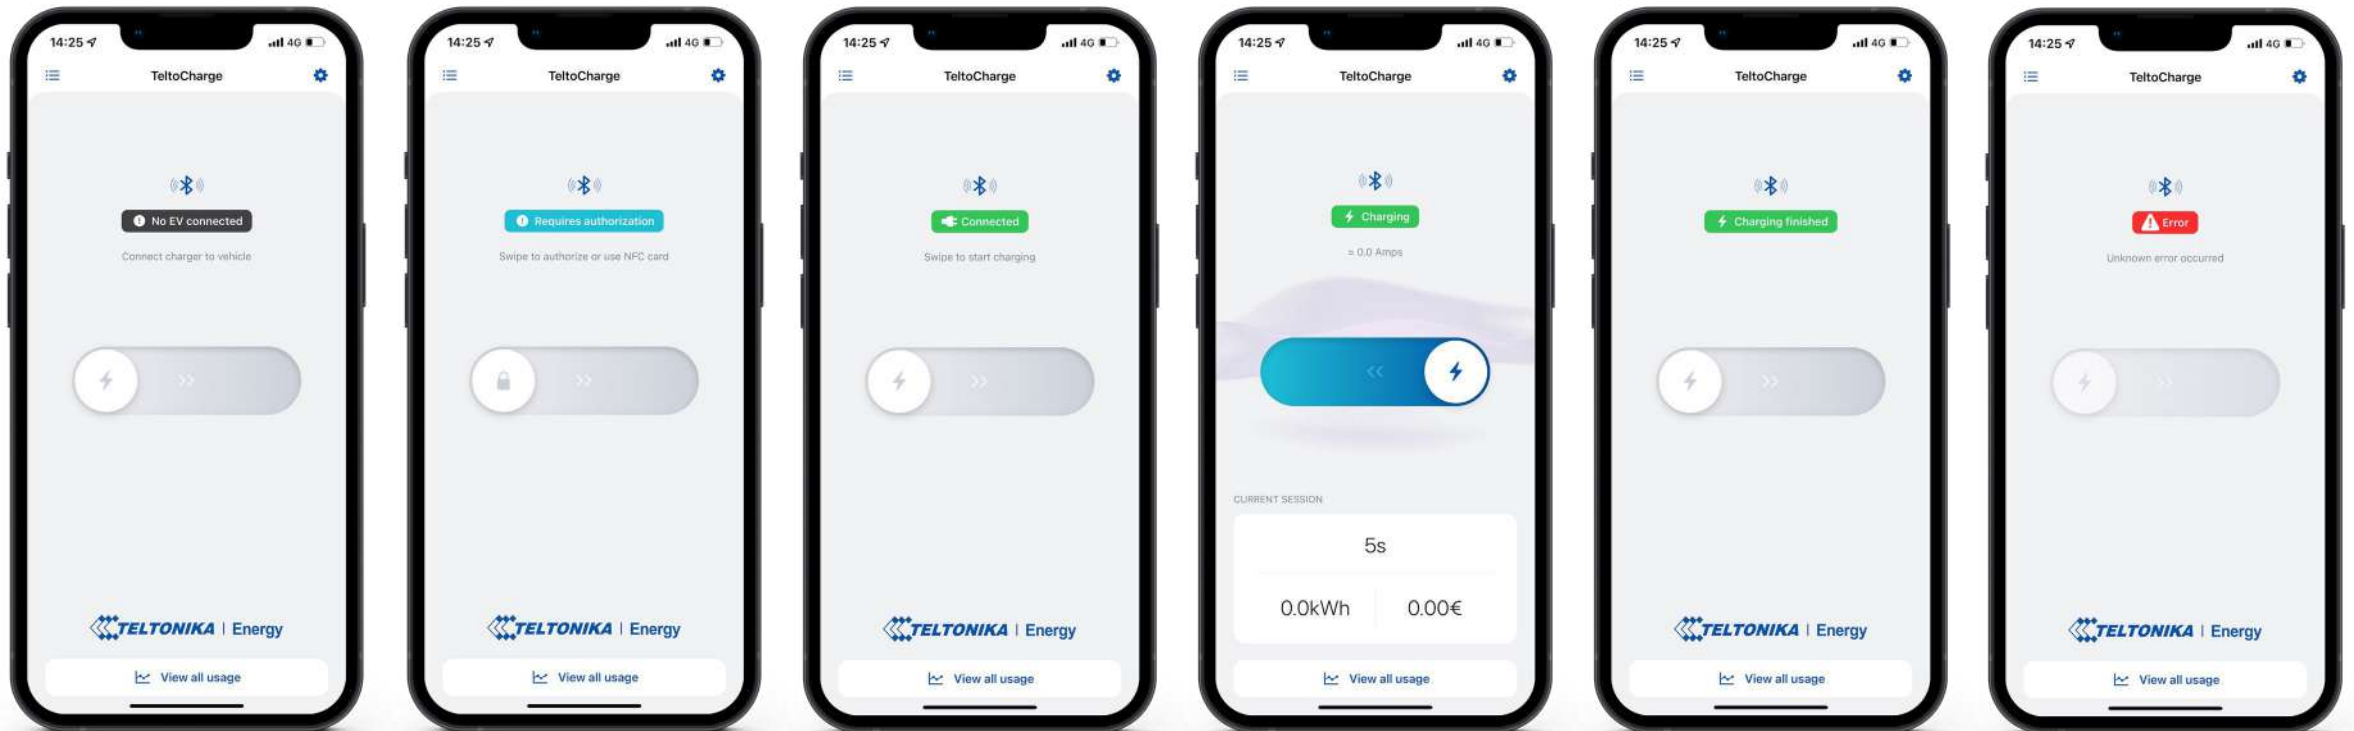 14:25 4G
TeltoCharge
No EV connected
Connect charger to vehicle
TELTONIKA | Energy
View all usage
14:25 4G
TeltoCharge
Requires authorization
Swipe to authorize or use NFC card
TELTONIKA | Energy
View all usage
14:25 4G
TeltoCharge
Connected
Swipe to start charging
TELTONIKA | Energy
View all usage
14:25 4G
TeltoCharge
Charging
= 0.0 Amps
CURRENT SESSION
5s
0.0kWh 0.00€
View all usage
14:25 4G
TeltoCharge
Charging finished
TELTONIKA | Energy
View all usage
14:25 4G
TeltoCharge
Error
Unknown error occurred
TELTONIKA | Energy
View all usage